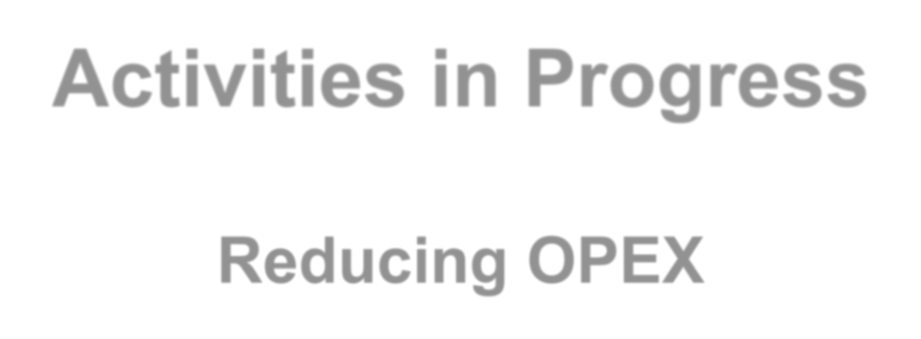 Activities in Progress
Reducing OPEX